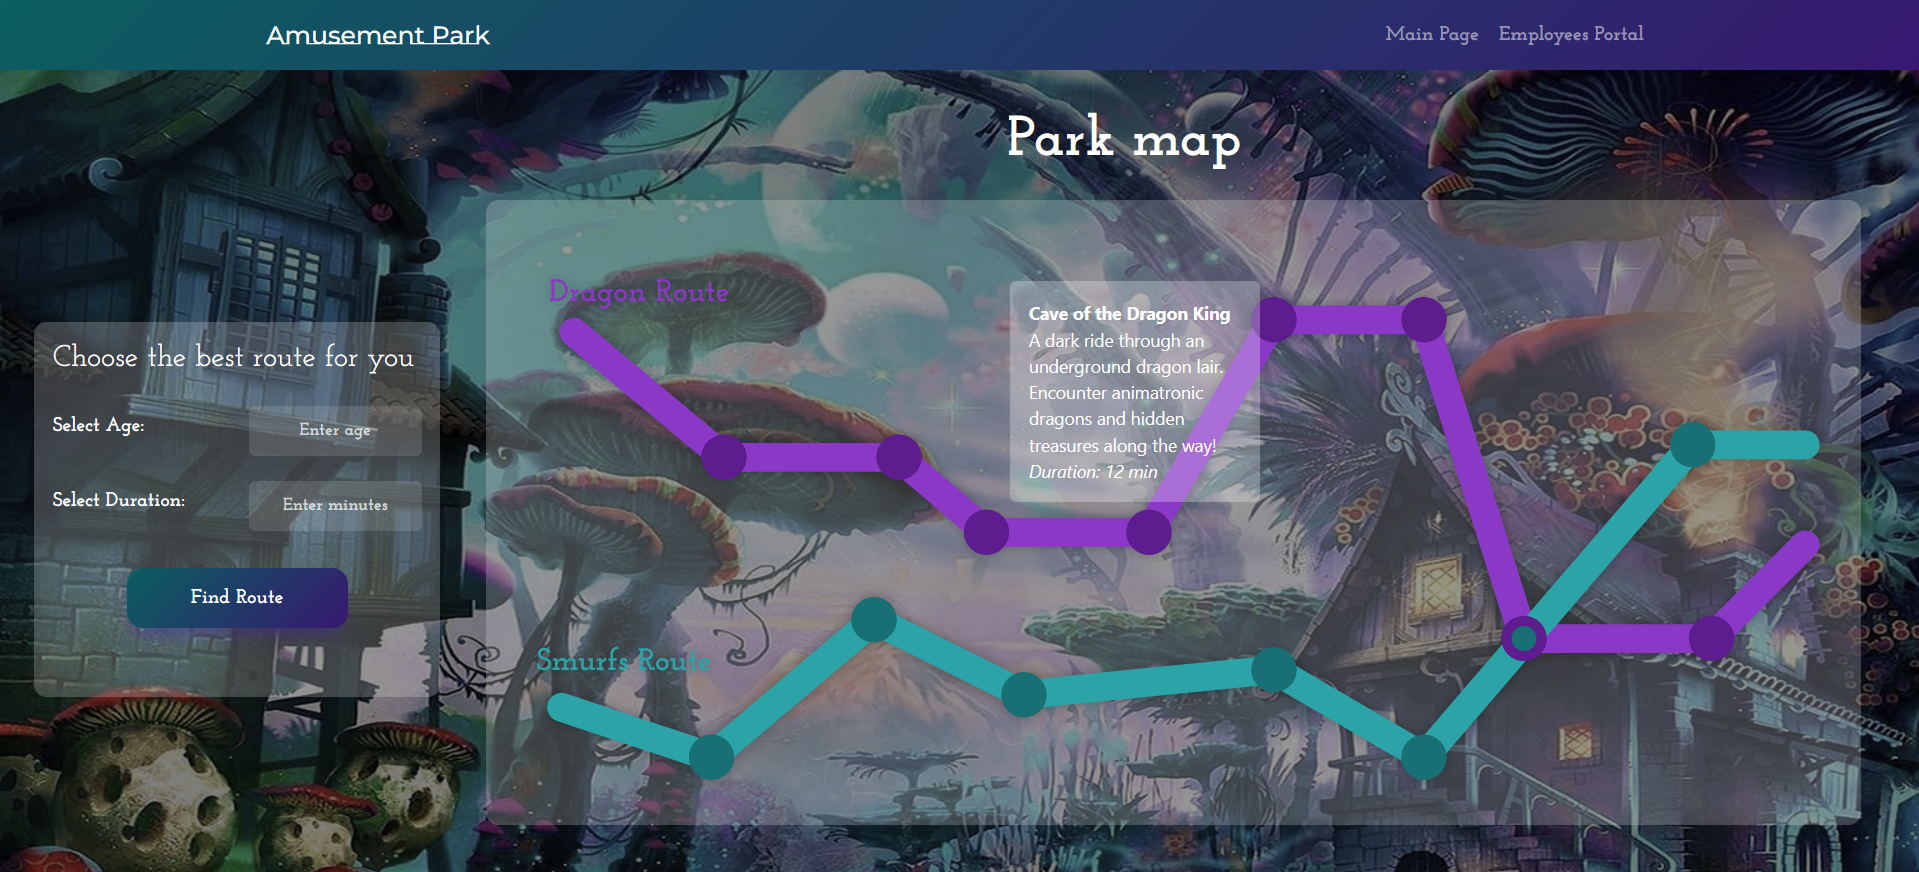 Amusement Park
Main Page
Employees Portal
Park map
Choose the best route for you
Select Age:
Enter age
Select Duration:
Enter minutes
Find Route
Dragon Route
Cave of the Dragon King
A dark ride through an
underground dragon lair.
Encounter animatronic
dragons and hidden
treasures along the way!
Duration: 12 min
Smurfs Route